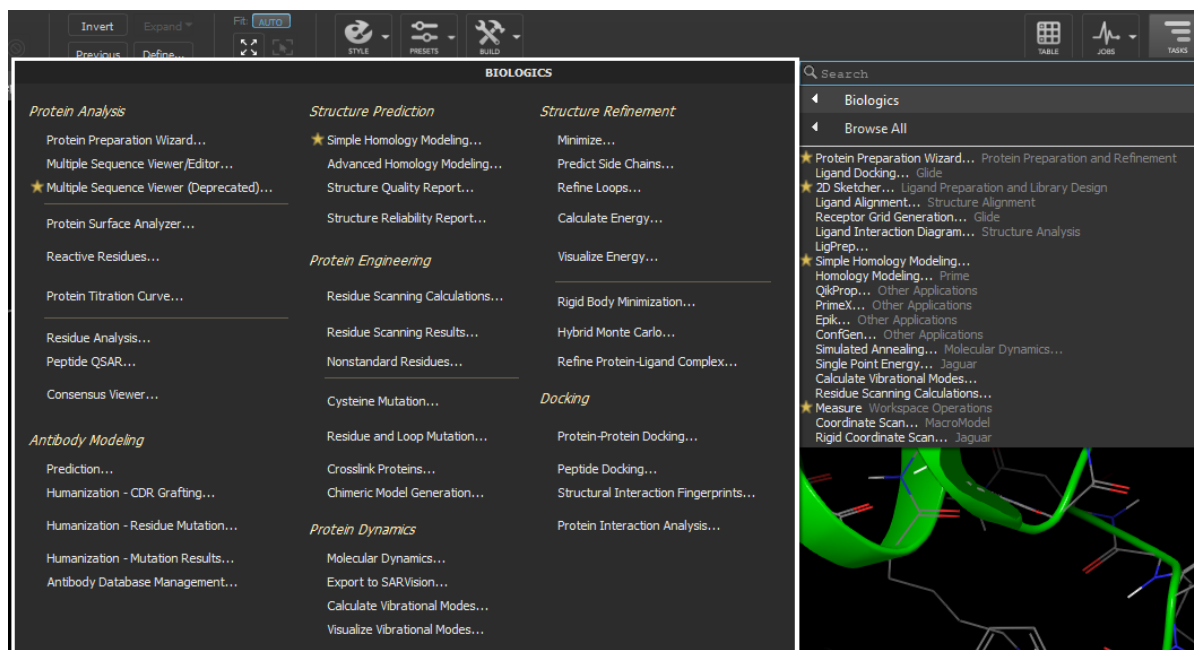 Invert
Expand
Fit: AUTO
Previous
Define...
STYLE
PRESETS
BUILD
TABLE
JOBS
TASKS
BIOLOGICS
Protein Analysis
Protein Preparation Wizard...
Multiple Sequence Viewer/Editor...
Multiple Sequence Viewer (Deprecated)...
Protein Surface Analyzer...
Reactive Residues...
Protein Titration Curve...
Residue Analysis...
Peptide QSAR...
Consensus Viewer...
Antibody Modeling
Prediction...
Humanization - CDR Grafting...
Humanization - Residue Mutation...
Humanization - Mutation Results...
Antibody Database Management...
Structure Prediction
Simple Homology Modeling...
Advanced Homology Modeling...
Structure Quality Report...
Structure Reliability Report...
Protein Engineering
Residue Scanning Calculations...
Residue Scanning Results...
Nonstandard Residues...
Cysteine Mutation...
Residue and Loop Mutation...
Crosslink Proteins...
Chimeric Model Generation...
Protein Dynamics
Molecular Dynamics...
Export to SARVision...
Calculate Vibrational Modes...
Visualize Vibrational Modes...
Structure Refinement
Minimize...
Predict Side Chains...
Refine Loops...
Calculate Energy...
Visualize Energy...
Rigid Body Minimization...
Hybrid Monte Carlo...
Refine Protein-Ligand Complex...
Docking
Protein-Protein Docking...
Peptide Docking...
Structural Interaction Fingerprints...
Protein Interaction Analysis...
Search
Biologics
Browse All
Protein Preparation Wizard... Protein Preparation and Refinement
Ligand Docking... Glide
2D Sketcher... Ligand Preparation and Library Design
Ligand Alignment... Structure Alignment
Receptor Grid Generation... Glide
Ligand Interaction Diagram... Structure Analysis
LigPrep...
Simple Homology Modeling...
Homology Modeling... Prime
QikProp... Other Applications
PrimeX... Other Applications
Epik... Other Applications
ConfGen... Other Applications
Simulated Annealing... Molecular Dynamics...
Single Point Energy... Jaguar
Calculate Vibrational Modes...
Residue Scanning Calculations...
Measure Workspace Operations
Coordinate Scan... MacroModel
Rigid Coordinate Scan... Jaguar